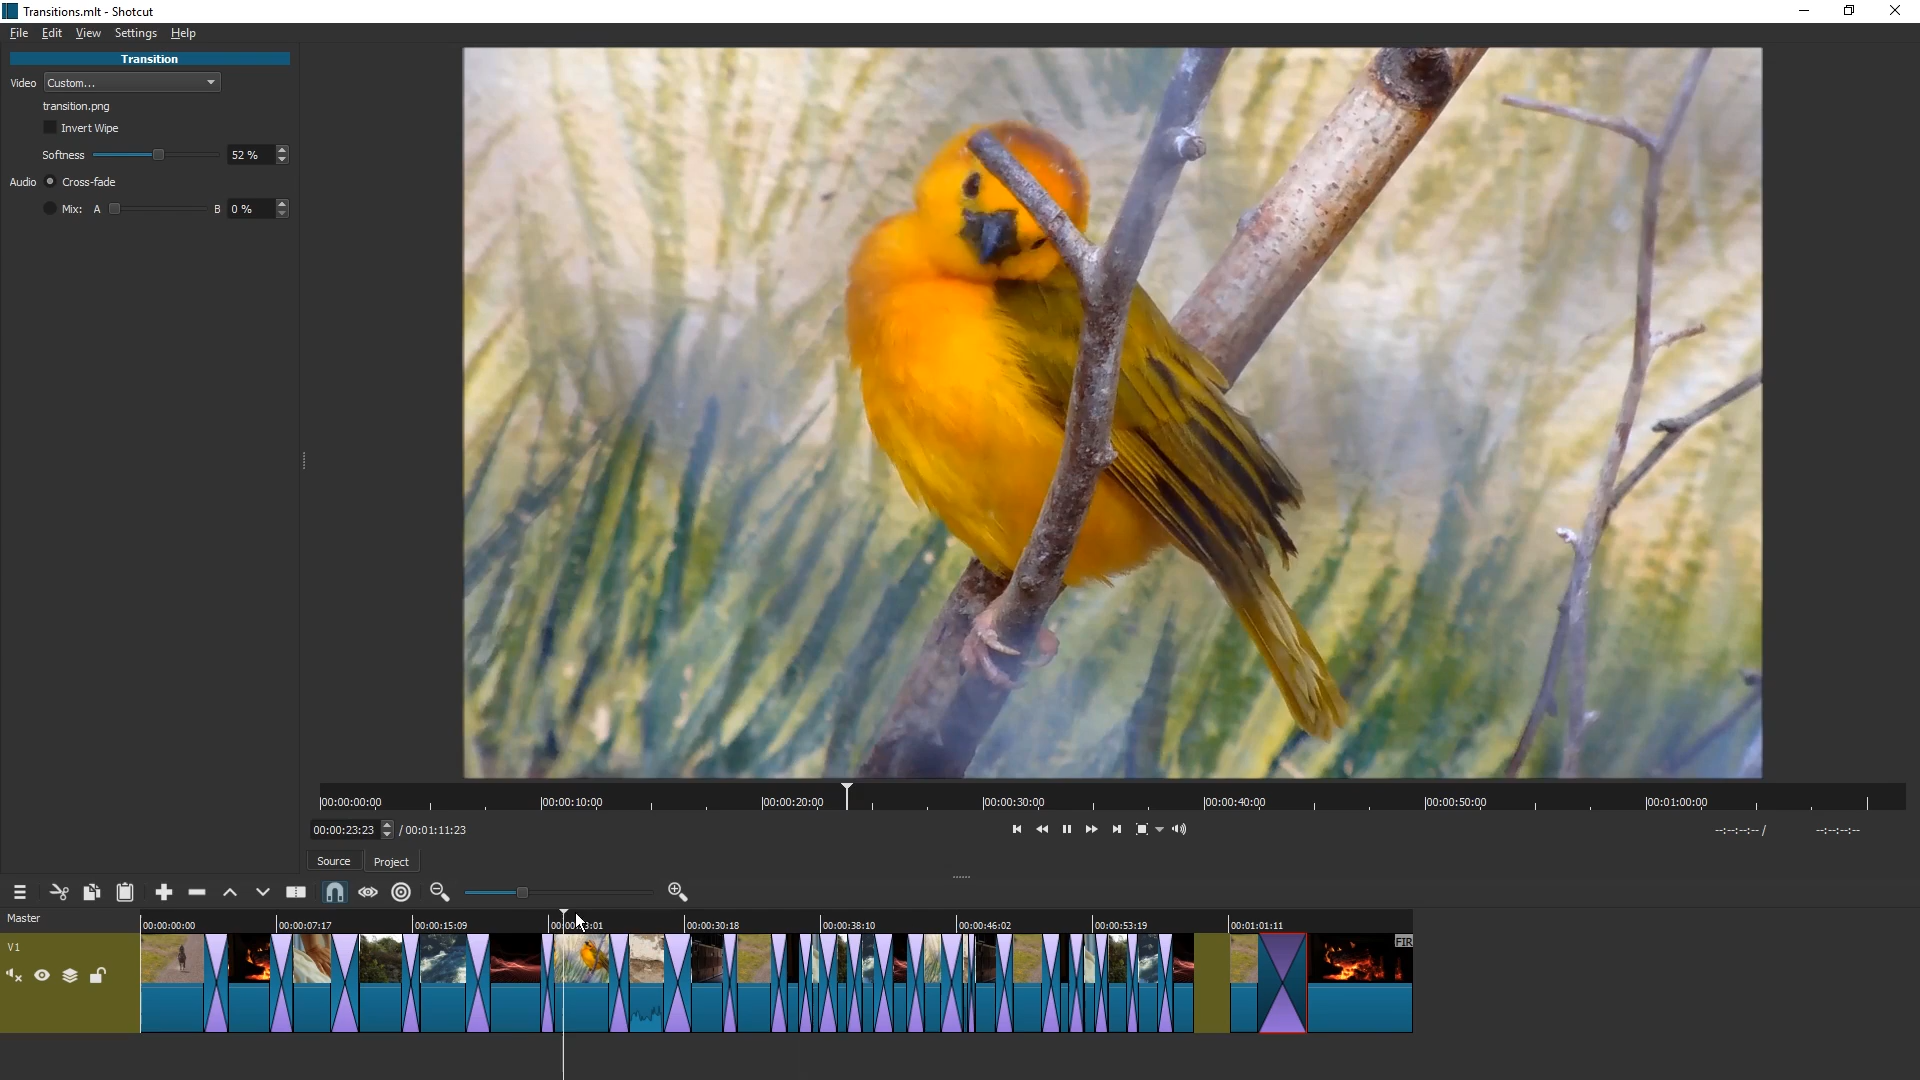 Transitions.mlt - Shotcut
File Edit View Settings Help
Transition
Video Custom...
transition.png
Invert Wipe
Softness 52 %
Audio Cross-fade
Mix: A B 0 %
00:00:00:00 00:00:10:00 00:00:20:00 00:00:30:00 00:00:40:00 00:00:50:00 00:01:00:00
00:00:23:23 / 00:01:11:23 --:--:--:-- / --:--:--:--
Source Project
Master
00:00:00:00 00:00:07:17 00:00:15:09 00:00:30:18 00:00:38:10 00:00:46:02 00:00:53:19 00:01:01:11
V1
FIR